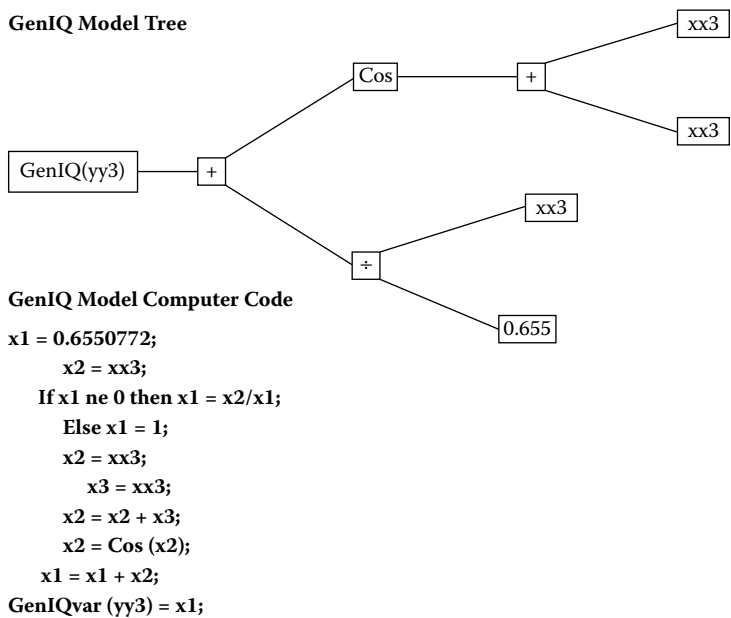 GenIQ Model Tree
xx3
Cos
+
xx3
GenIQ(yy3)
+
xx3
÷
0.655
GenIQ Model Computer Code
x1 = 0.6550772;
x2 = xx3;
If x1 ne 0 then x1 = x2/x1;
Else x1 = 1;
x2 = xx3;
x3 = xx3;
x2 = x2 + x3;
x2 = Cos (x2);
x1 = x1 + x2;
GenIQvar (yy3) = x1;